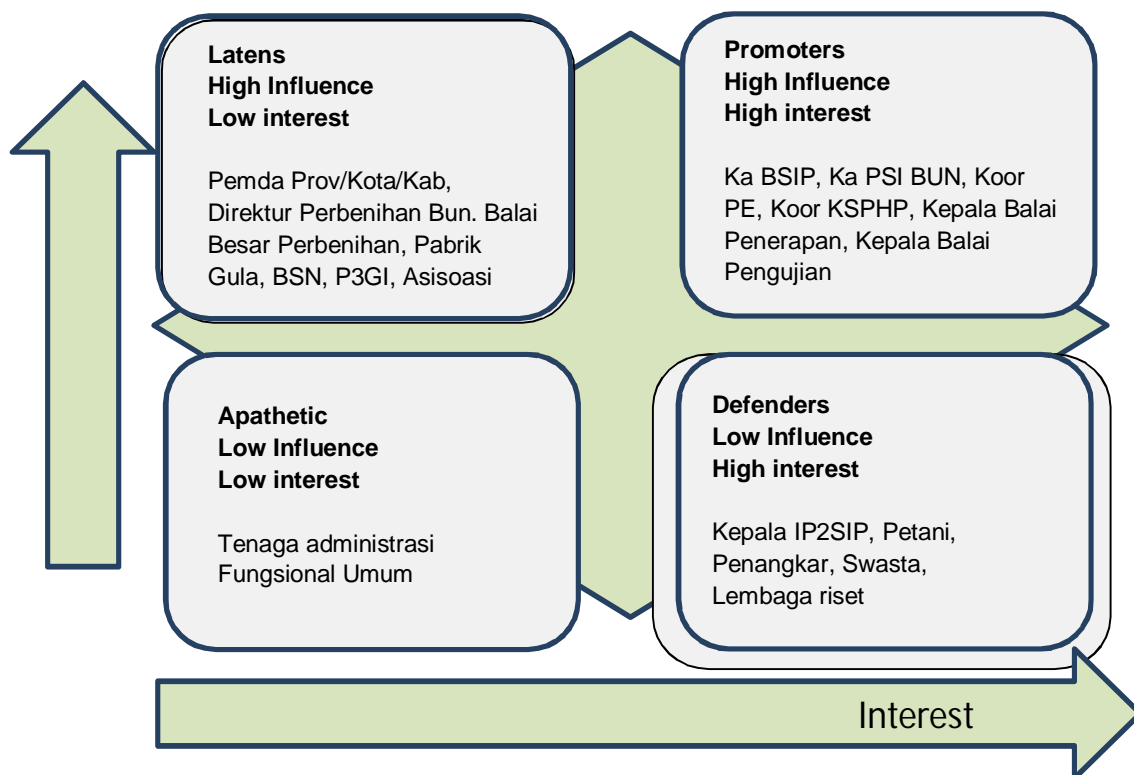 Latens
High Influence
Low interest
Pemda Prov/Kota/Kab,
Direktur Perbenihan Bun. Balai
Besar Perbenihan, Pabrik
Gula, BSN, P3GI, Asisoasi
Promoters
High Influence
High interest
Ka BSIP, Ka PSI BUN, Koor
PE, Koor KSPHP, Kepala Balai
Penerapan, Kepala Balai
Pengujian
Apathetic
Low Influence
Low interest
Tenaga administrasi
Fungsional Umum
Defenders
Low Influence
High interest
Kepala IP2SIP, Petani,
Penangkar, Swasta,
Lembaga riset
Interest